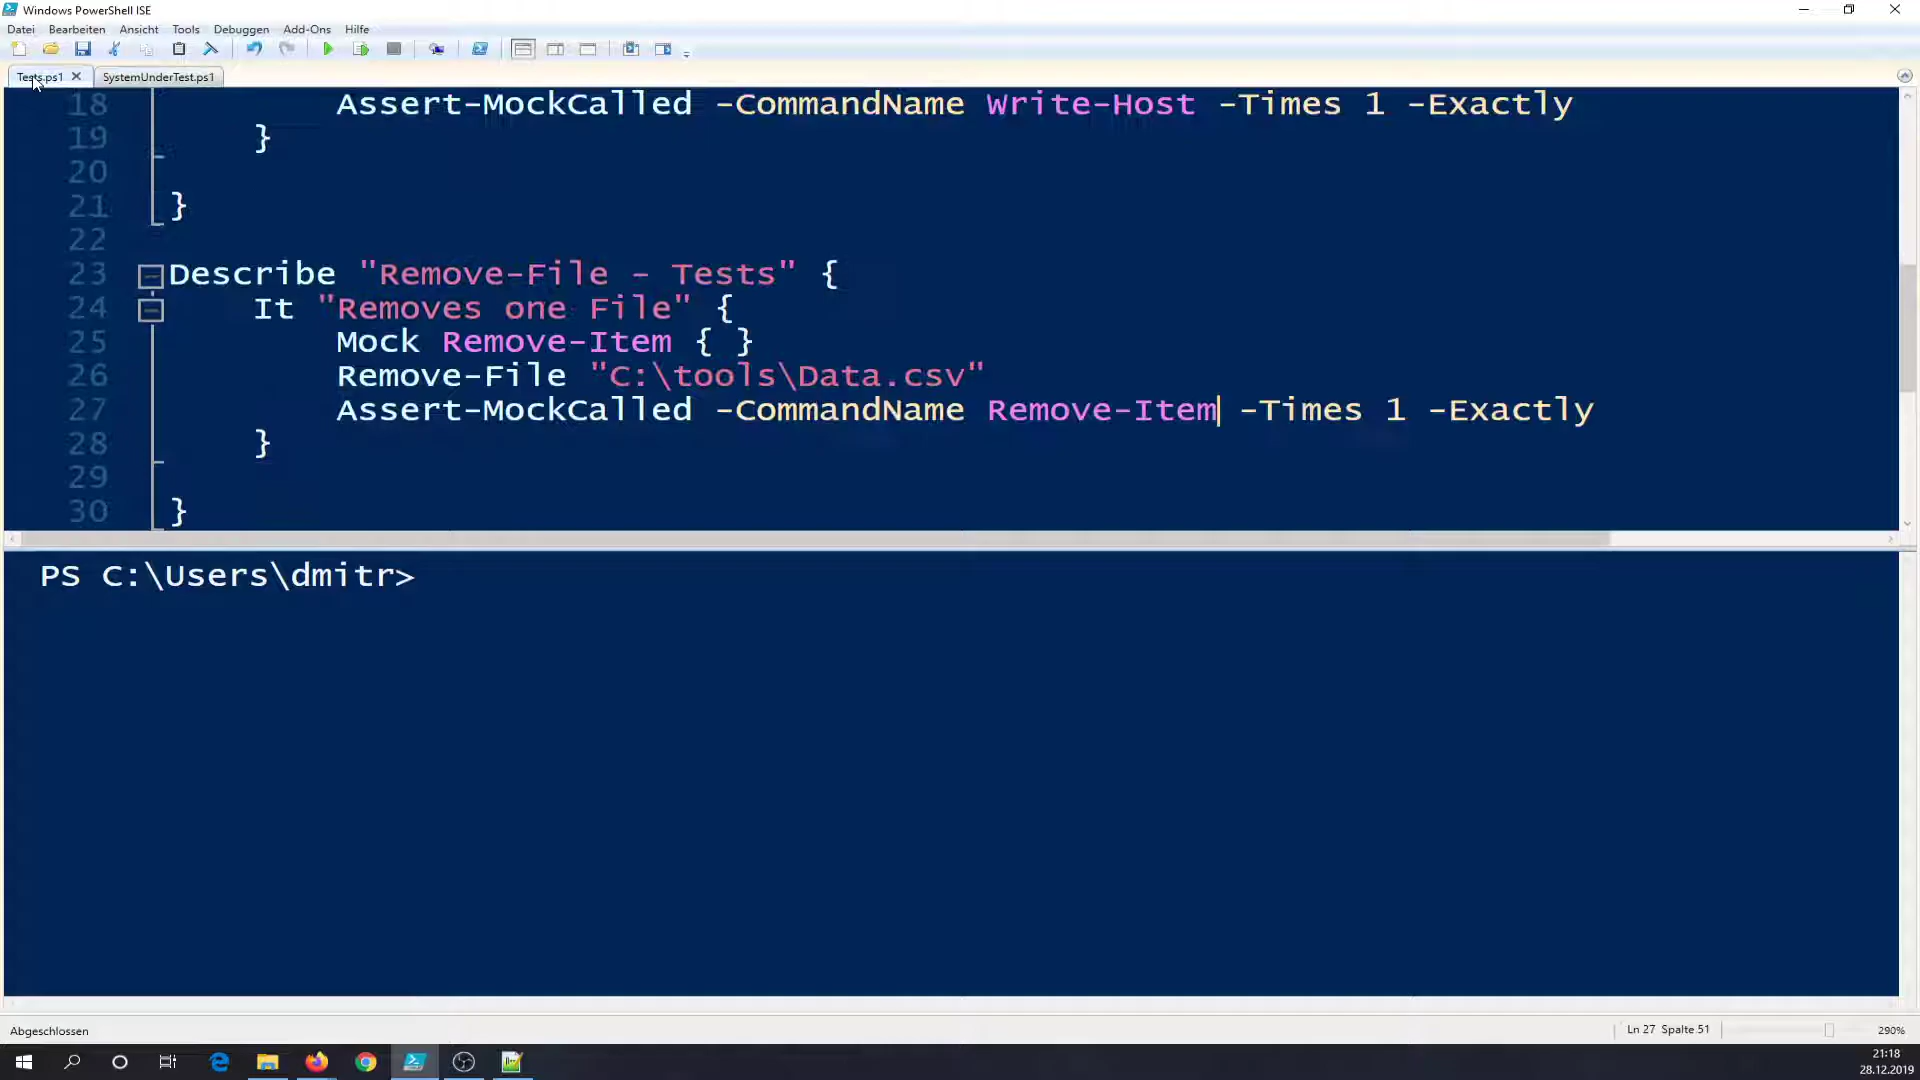 Windows PowerShell ISE
Datei Bearbeiten Ansicht Tools Debuggen Add-Ons Hilfe
Tests.ps1 SystemUnderTest.ps1
18 Assert-MockCalled -CommandName Write-Host -Times 1 -Exactly
19 }
20
21 }
22
23 Describe "Remove-File - Tests" {
24 It "Removes one File" {
25 Mock Remove-Item { }
26 Remove-File "C:\tools\Data.csv"
27 Assert-MockCalled -CommandName Remove-Item -Times 1 -Exactly
28 }
29
30 }
PS C:\Users\dmitr>
Abgeschlossen Ln 27 Spalte 51 290%
21:18
28.12.2019